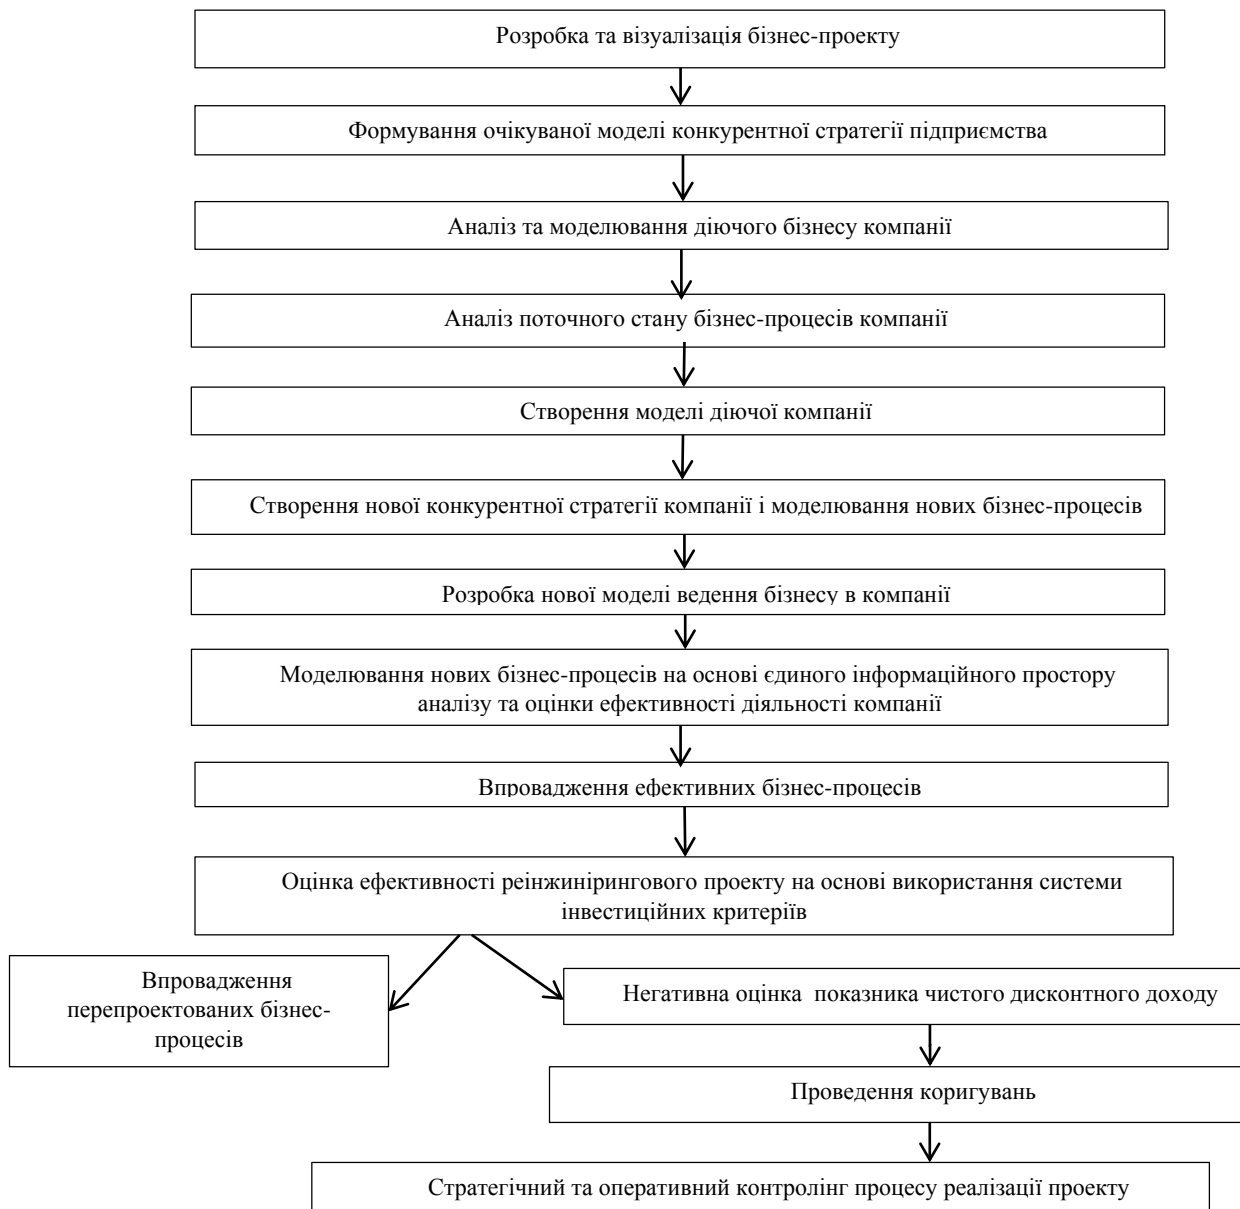 Розробка та візуалізація бізнес-проекту
Формування очікуваної моделі конкурентної стратегії підприємства
Аналіз та моделювання діючого бізнесу компанії
Аналіз поточного стану бізнес-процесів компанії
Створення моделі діючої компанії
Створення нової конкурентної стратегії компанії і моделювання нових бізнес-процесів
Розробка нової моделі ведення бізнесу в компанії
Моделювання нових бізнес-процесів на основі єдиного інформаційного простору
аналізу та оцінки ефективності діяльності компанії
Впровадження ефективних бізнес-процесів
Оцінка ефективності реінжинірингового проекту на основі використання системи
інвестиційних критеріїв
Впровадження
перепроектованих бізнес-
процесів
Негативна оцінка показника чистого дисконтного доходу
Проведення коригувань
Стратегічний та оперативний контролінг процесу реалізації проекту